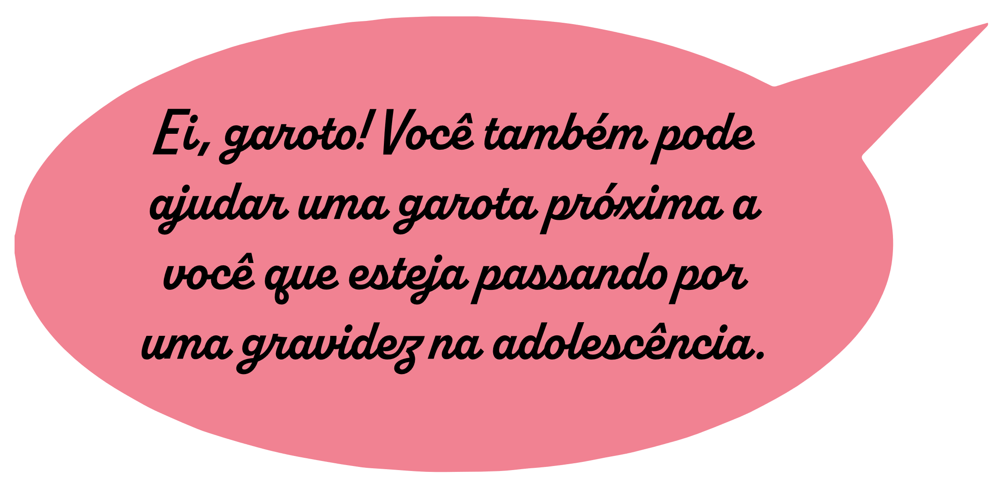 Ei, garoto! Você também pode
ajudar uma garota próxima a
você que esteja passando por
uma gravidez na adolescência.